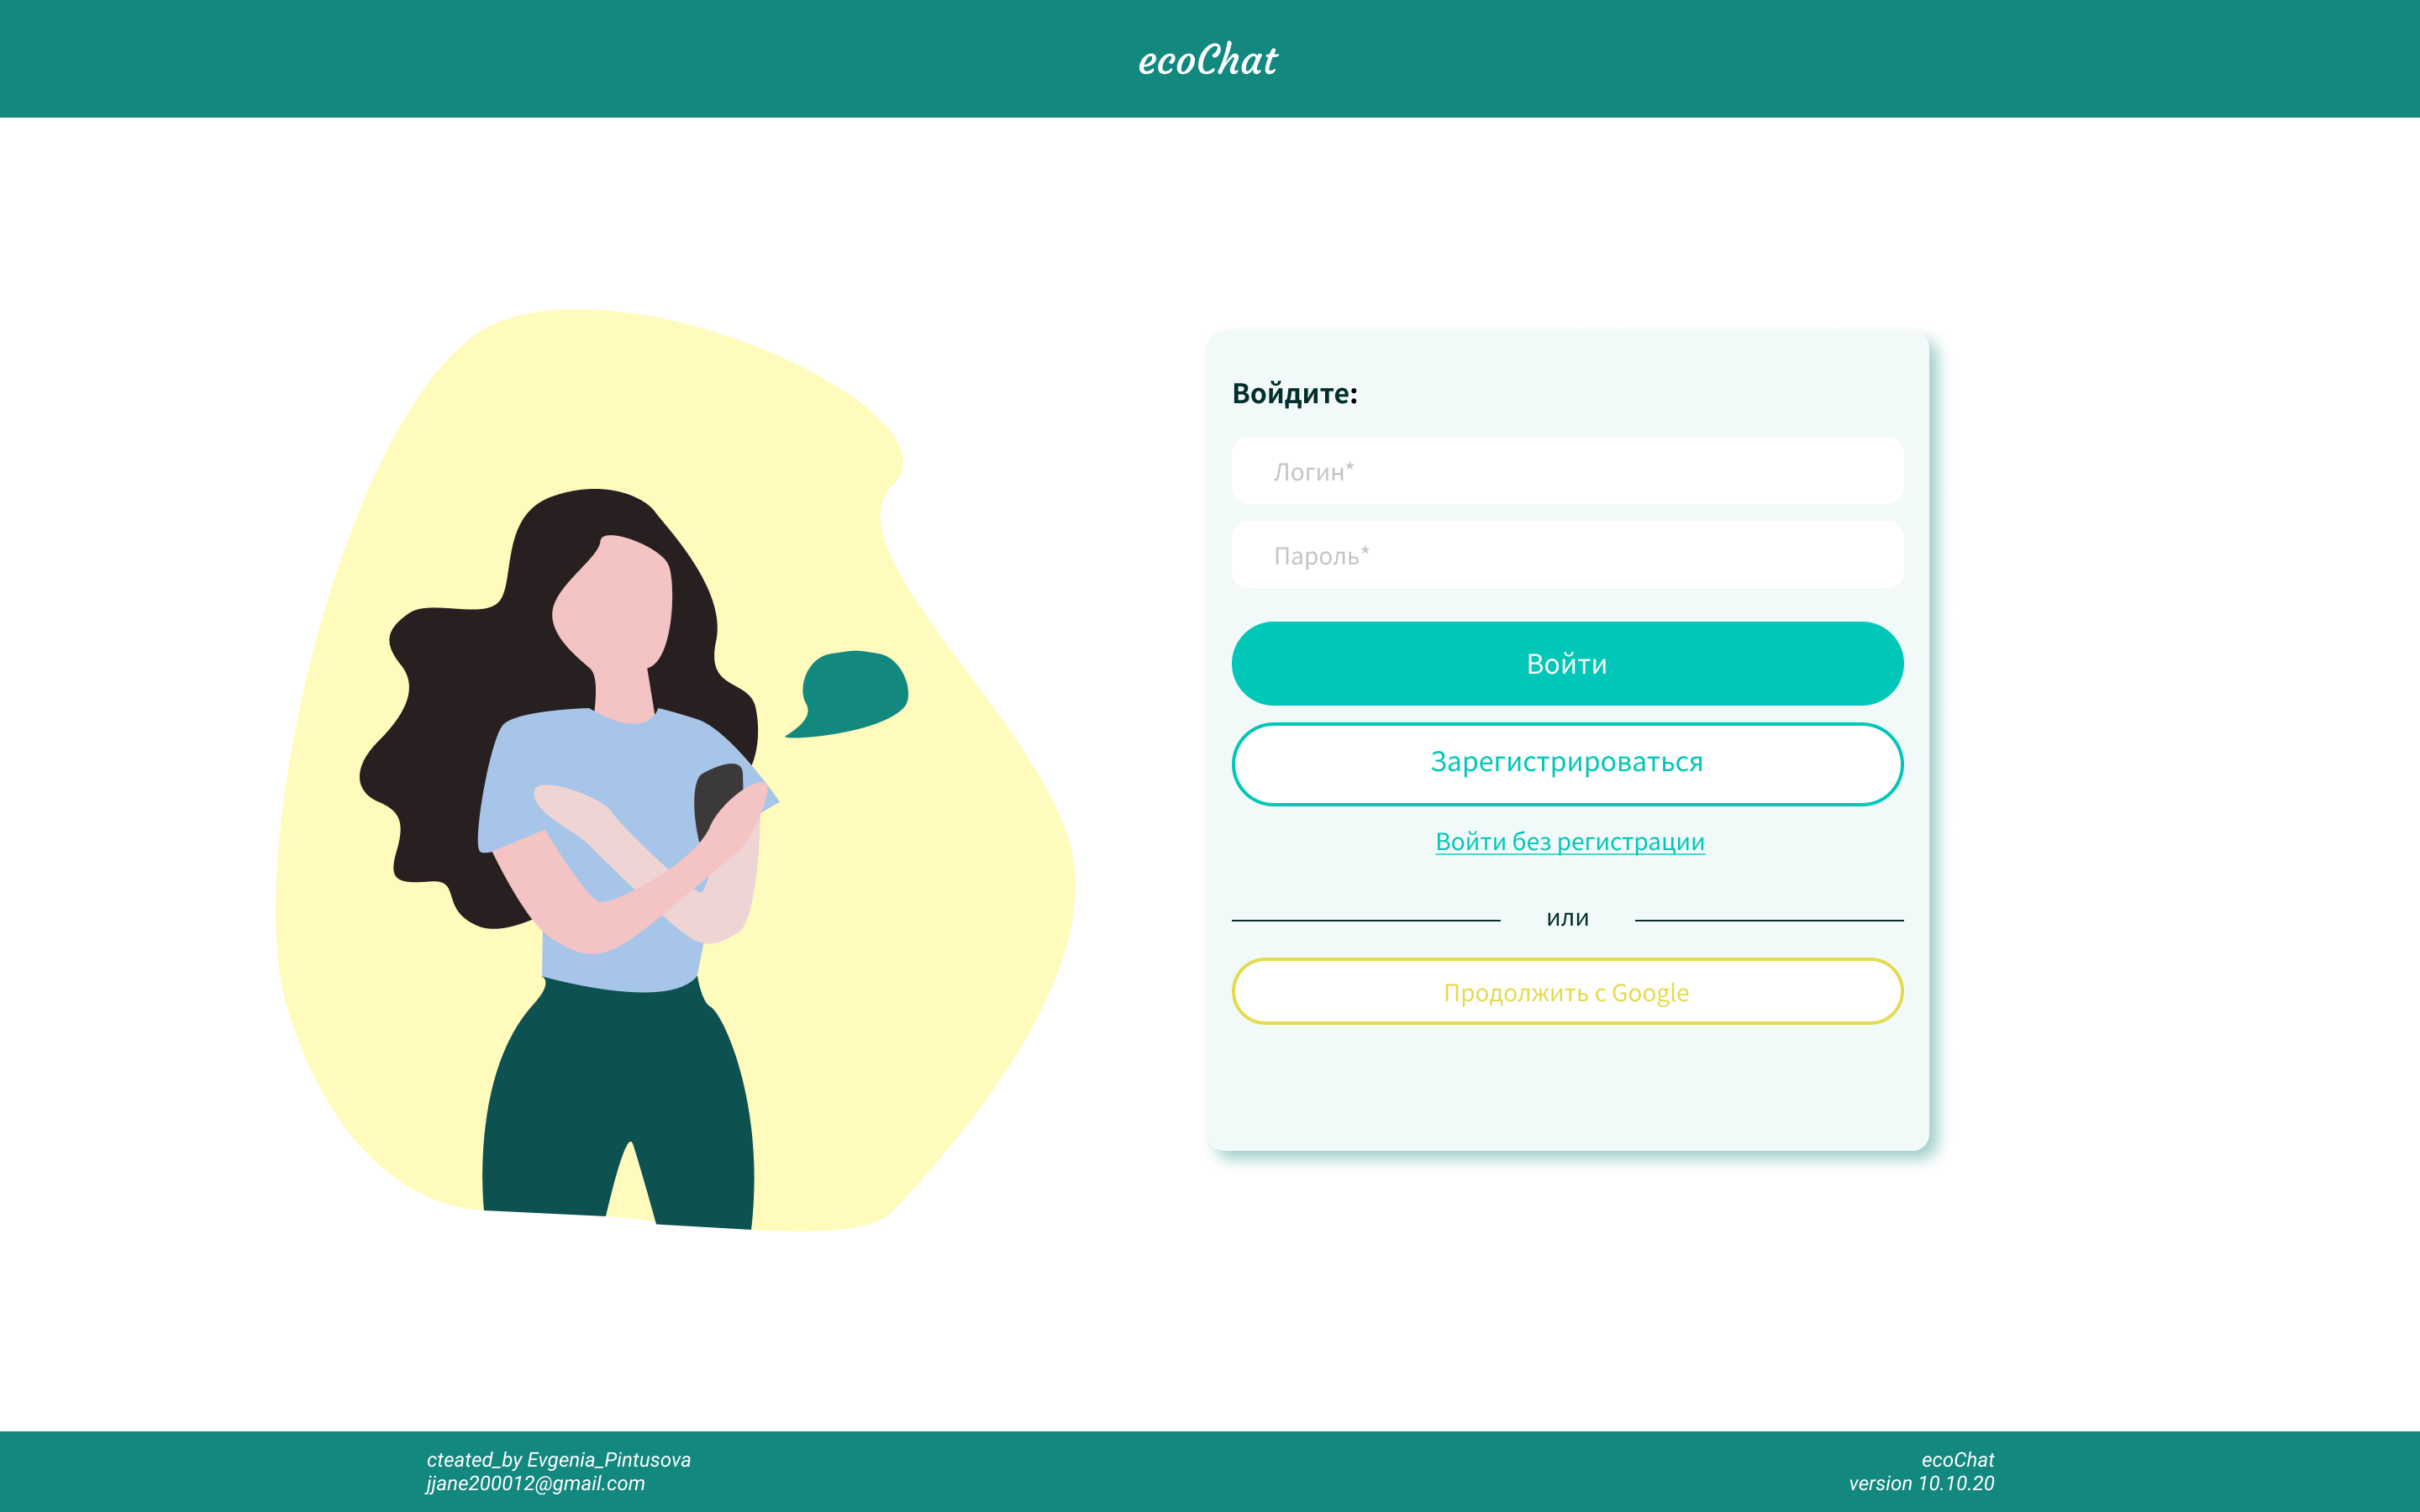 ecoChat
Войдите:
Логин*
Пароль*
Войти
Зарегистрироваться
Войти без регистрации
или
Продолжить с Google
cteated_by Evgenia_Pintusova
jjane200012@gmail.com
ecoChat
version 10.10.20